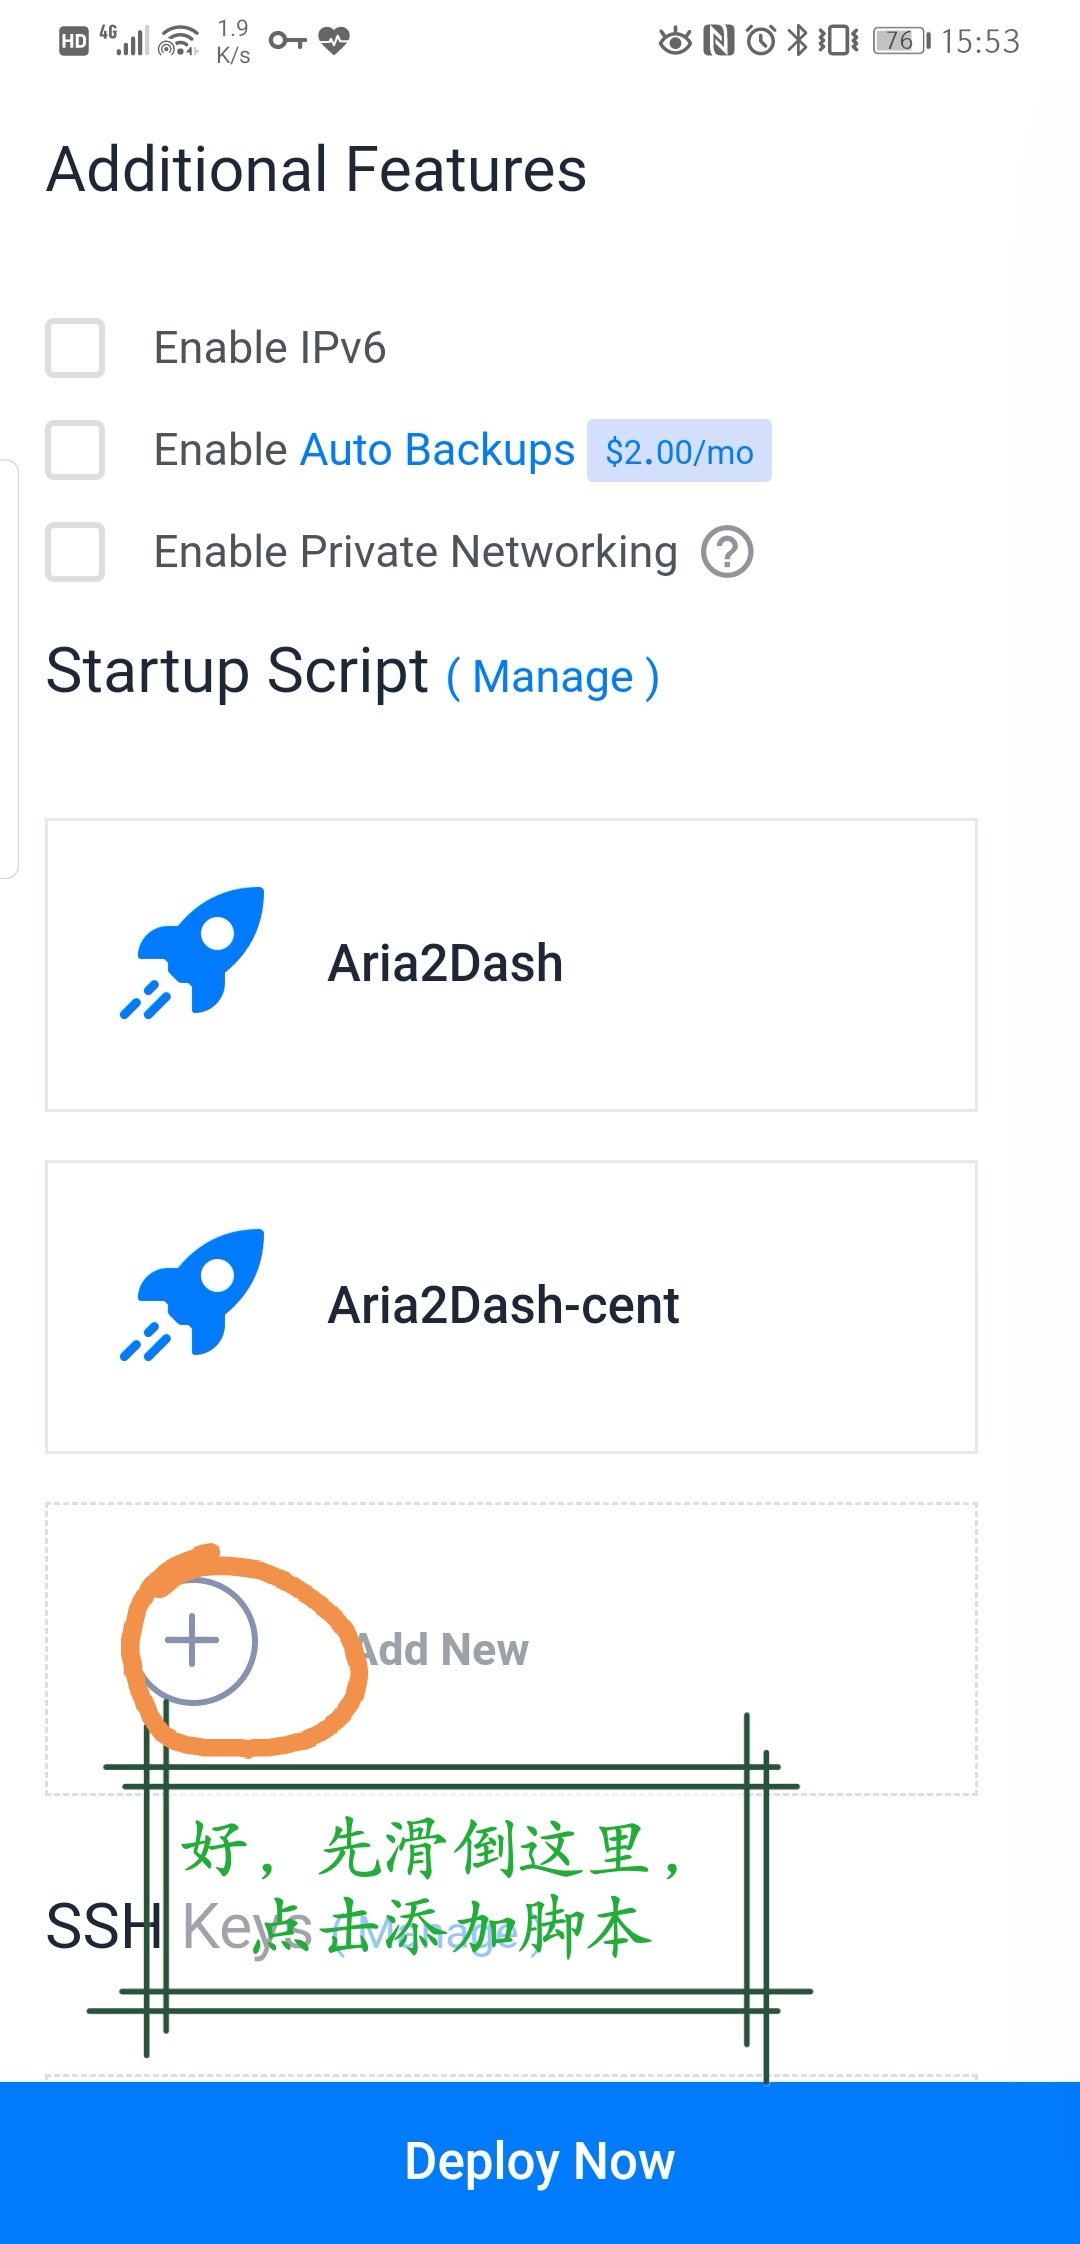 HD 4G 1.9 K/s 76 15:53
Additional Features
Enable IPv6
Enable Auto Backups $2.00/mo
Enable Private Networking ?
Startup Script ( Manage )
Aria2Dash
Aria2Dash-cent
Add New
好，先滑倒这里，
SSH Keys ( Manage )
点击添加脚本
Deploy Now